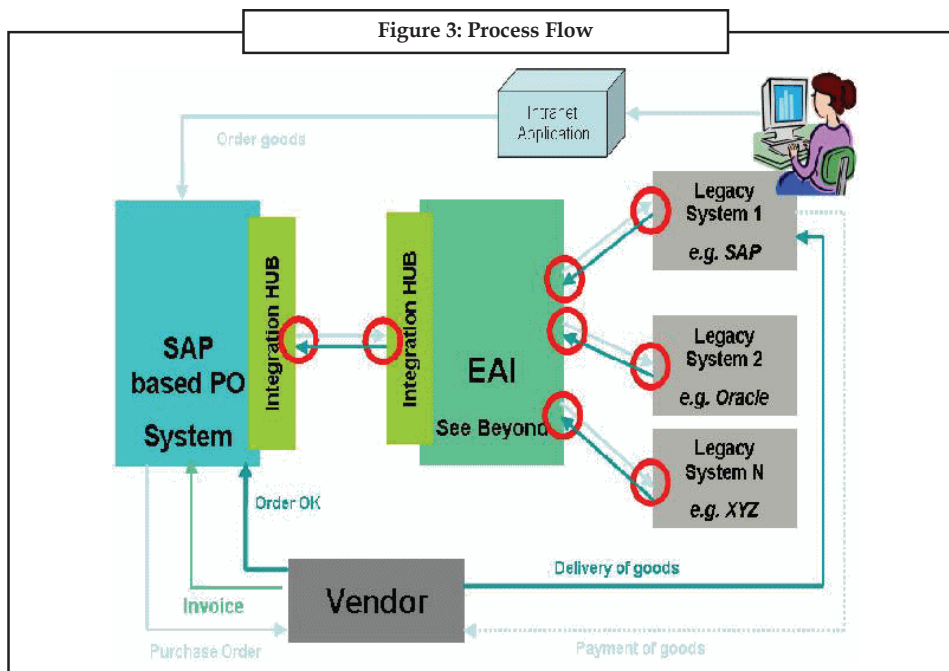 Figure 3: Process Flow
Intranet
Application
Order goods
Legacy
System 1
e.g. SAP
Integration HUB
Integration HUB
SAP
based PO
System
EAI
See Beyond
Legacy
System 2
e.g. Oracle
Legacy
System N
e.g. XYZ
Order OK
Delivery of goods
Vendor
Invoice
Purchase Order
Payment of goods